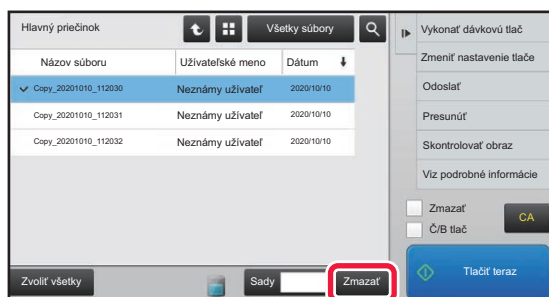 Hlavný priečinok
Všetky súbory
Názov súboru
Užívateľské meno
Dátum
Copy_20201010_112030
Neznámy užívateľ
2020/10/10
Copy_20201010_112031
Neznámy užívateľ
2020/10/10
Copy_20201010_112032
Neznámy užívateľ
2020/10/10
Zvoliť všetky
Sady
Zmazať
Vykonať dávkovú tlač
Zmeniť nastavenie tlače
Odoslať
Presunúť
Skontrolovať obraz
Viz podrobné informácie
Zmazať
Č/B tlač
CA
Tlačiť teraz